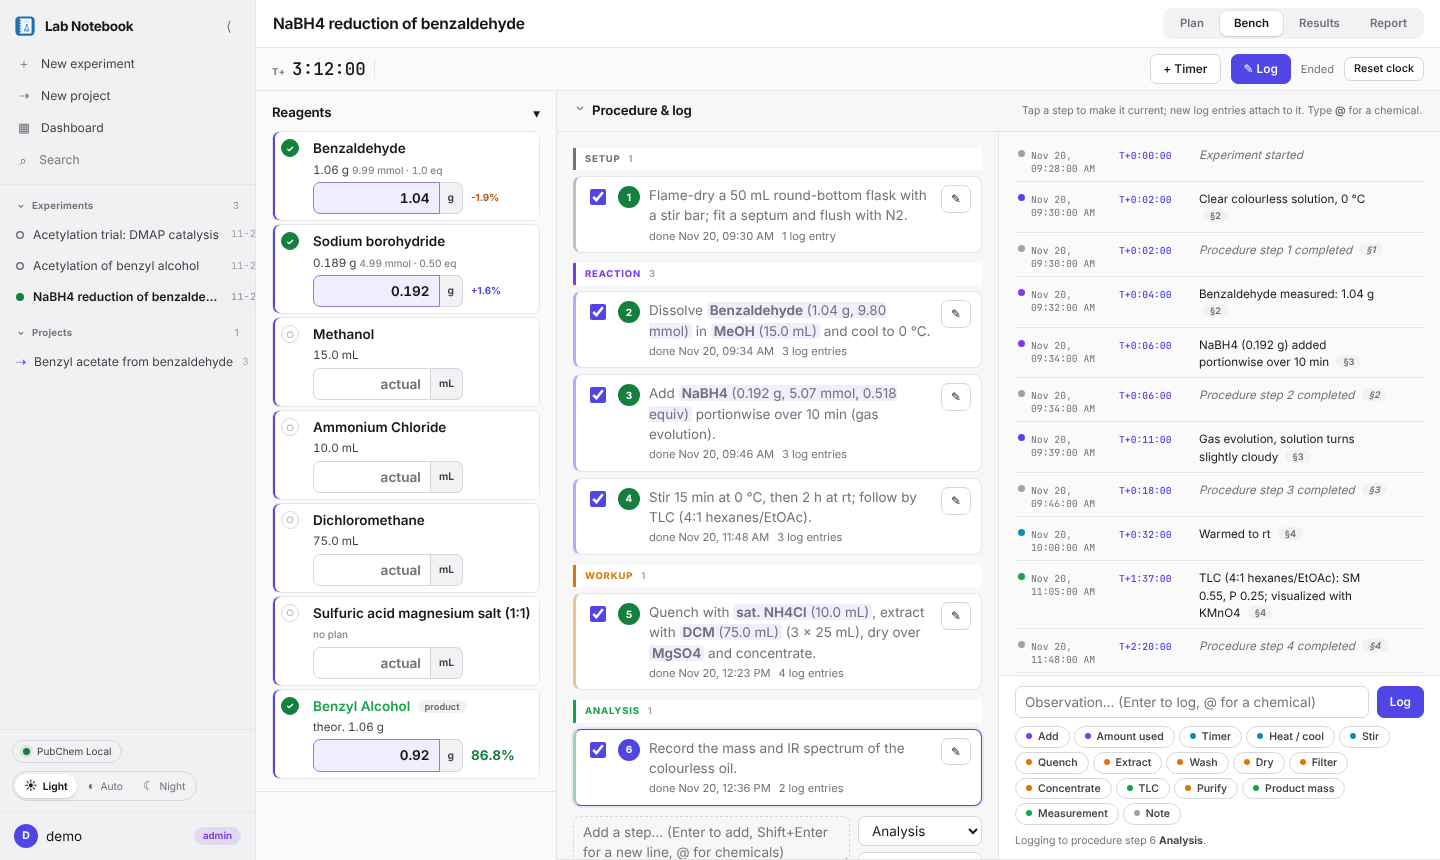 Lab Notebook
New experiment
New project
Dashboard
Search
Experiments 3
Acetylation trial: DMAP catalysis 11-2
Acetylation of benzyl alcohol 11-2
NaBH4 reduction of benzalde... 11-2
Projects 1
Benzyl acetate from benzaldehyde 3
PubChem Local
Light Auto Night
D demo admin
NaBH4 reduction of benzaldehyde
Plan Bench Results Report
T+ 3:12:00
+ Timer ✎ Log Ended Reset clock
Reagents
Benzaldehyde
1.06 g 9.99 mmol · 1.0 eq
1.04 g -1.9%
Sodium borohydride
0.189 g 4.99 mmol · 0.50 eq
0.192 g +1.6%
Methanol
15.0 mL
actual mL
Ammonium Chloride
10.0 mL
actual mL
Dichloromethane
75.0 mL
actual mL
Sulfuric acid magnesium salt (1:1)
no plan
actual mL
Benzyl Alcohol product
theor. 1.06 g
0.92 g 86.8%
Procedure & log
Tap a step to make it current; new log entries attach to it. Type @ for a chemical.
SETUP 1
1 Flame-dry a 50 mL round-bottom flask with
a stir bar; fit a septum and flush with N2.
done Nov 20, 09:30 AM 1 log entry
REACTION 3
2 Dissolve Benzaldehyde (1.04 g, 9.80
mmol) in MeOH (15.0 mL) and cool to 0 °C.
done Nov 20, 09:34 AM 3 log entries
3 Add NaBH4 (0.192 g, 5.07 mmol, 0.518
equiv) portionwise over 10 min (gas
evolution).
done Nov 20, 09:46 AM 3 log entries
4 Stir 15 min at 0 °C, then 2 h at rt; follow by
TLC (4:1 hexanes/EtOAc).
done Nov 20, 11:48 AM 3 log entries
WORKUP 1
5 Quench with sat. NH4Cl (10.0 mL), extract
with DCM (75.0 mL) (3 × 25 mL), dry over
MgSO4 and concentrate.
done Nov 20, 12:23 PM 4 log entries
ANALYSIS 1
6 Record the mass and IR spectrum of the
colourless oil.
done Nov 20, 12:36 PM 2 log entries
Add a step... (Enter to add, Shift+Enter
for a new line, @ for chemicals)
Analysis
Nov 20, T+0:00:00 Experiment started
09:28:00 AM
Nov 20, T+0:02:00 Clear colourless solution, 0 °C
09:30:00 AM §2
Nov 20, T+0:02:00 Procedure step 1 completed §1
09:30:00 AM
Nov 20, T+0:04:00 Benzaldehyde measured: 1.04 g
09:32:00 AM §2
Nov 20, T+0:06:00 NaBH4 (0.192 g) added
09:34:00 AM portionwise over 10 min §3
Nov 20, T+0:06:00 Procedure step 2 completed §2
09:34:00 AM
Nov 20, T+0:11:00 Gas evolution, solution turns
09:39:00 AM slightly cloudy §3
Nov 20, T+0:18:00 Procedure step 3 completed §3
09:46:00 AM
Nov 20, T+0:32:00 Warmed to rt §4
10:00:00 AM
Nov 20, T+1:37:00 TLC (4:1 hexanes/EtOAc): SM
11:05:00 AM 0.55, P 0.25; visualized with
KMnO4 §4
Nov 20, T+2:20:00 Procedure step 4 completed §4
11:48:00 AM
Observation... (Enter to log, @ for a chemical) Log
Add Amount used Timer Heat / cool Stir
Quench Extract Wash Dry Filter
Concentrate TLC Purify Product mass
Measurement Note
Logging to procedure step 6 Analysis.